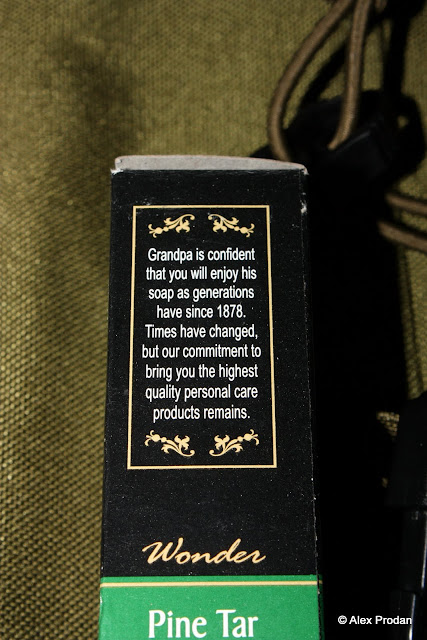 Grandpa is confident
that you will enjoy his
soap as generations
have since 1878.
Times have changed,
but our commitment to
bring you the highest
quality personal care
products remains.
Wonder
Pine Tar
© Alex Prodan